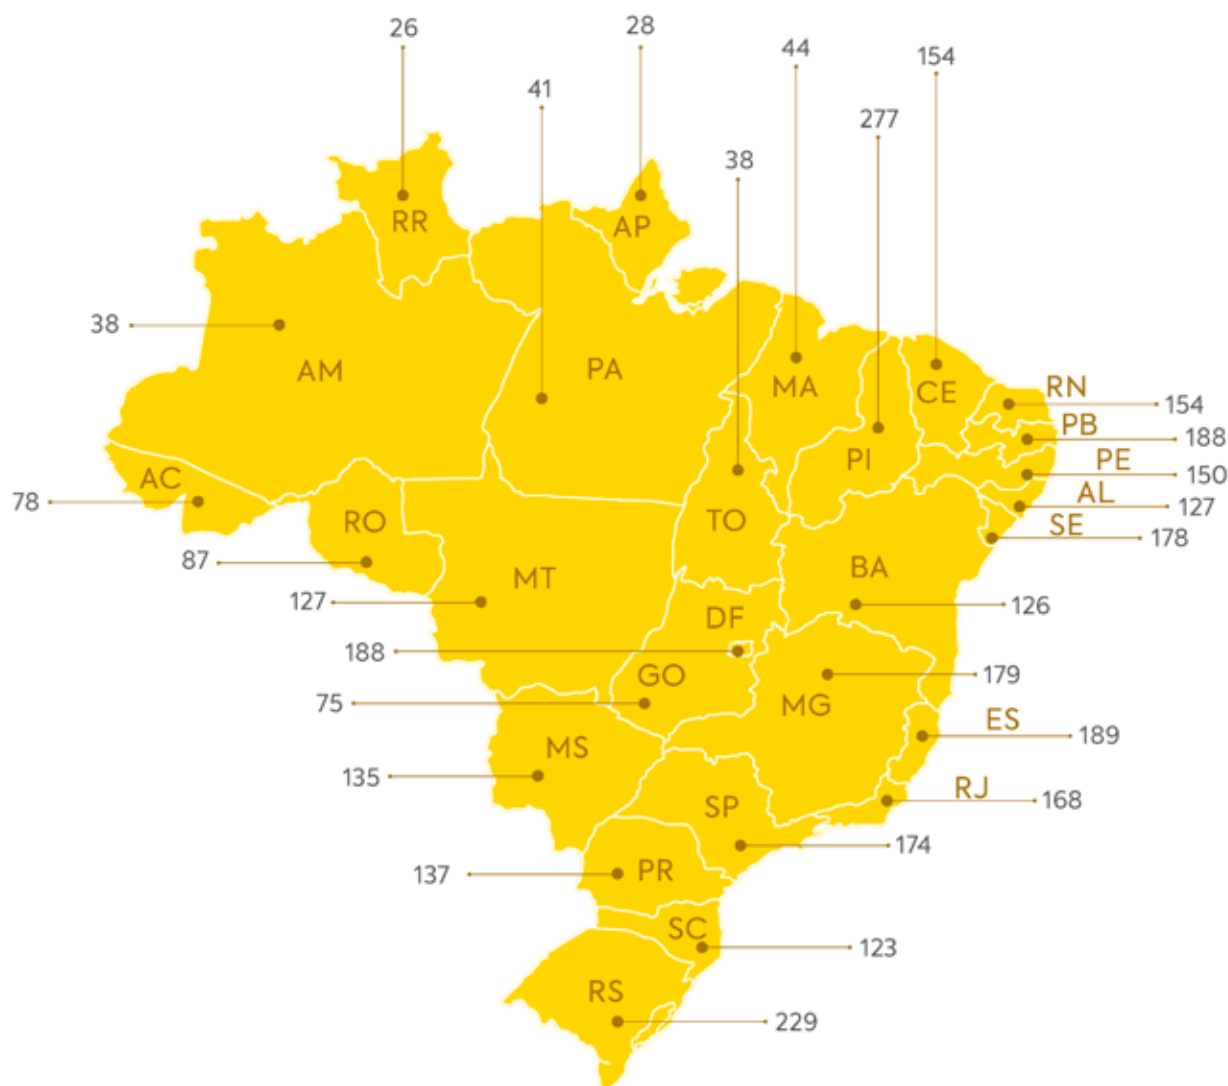 26
28
44
154
41
277
38
RR
AP
38
AM
PA
MA
CE
RN
154
PB
188
PI
PE
150
AC
78
AL
127
RO
TO
SE
178
87
MT
BA
127
126
DF
188
GO
179
75
MG
ES
189
MS
135
RJ
168
SP
174
PR
137
SC
123
RS
229